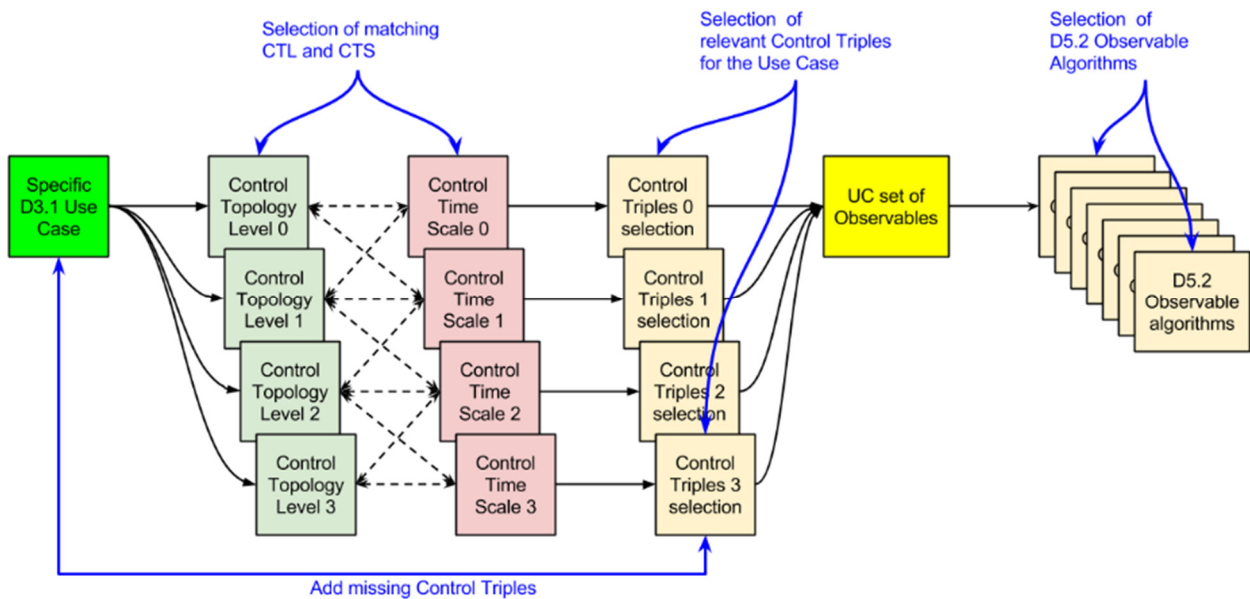 Selection of matching
CTL and CTS
Selection of
relevant Control Triples
for the Use Case
Selection of
D5.2 Observable
Algorithms
Specific
D3.1 Use
Case
Control
Topology
Level 0
Control
Time
Scale 0
Control
Triples 0
selection
UC set of
Observables
Control
Topology
Level 1
Control
Time
Scale 1
Control
Triples 1
selection
D5.2
Observable
algorithms
Control
Topology
Level 2
Control
Time
Scale 2
Control
Triples 2
selection
Control
Topology
Level 3
Control
Time
Scale 3
Control
Triples 3
selection
Add missing Control Triples